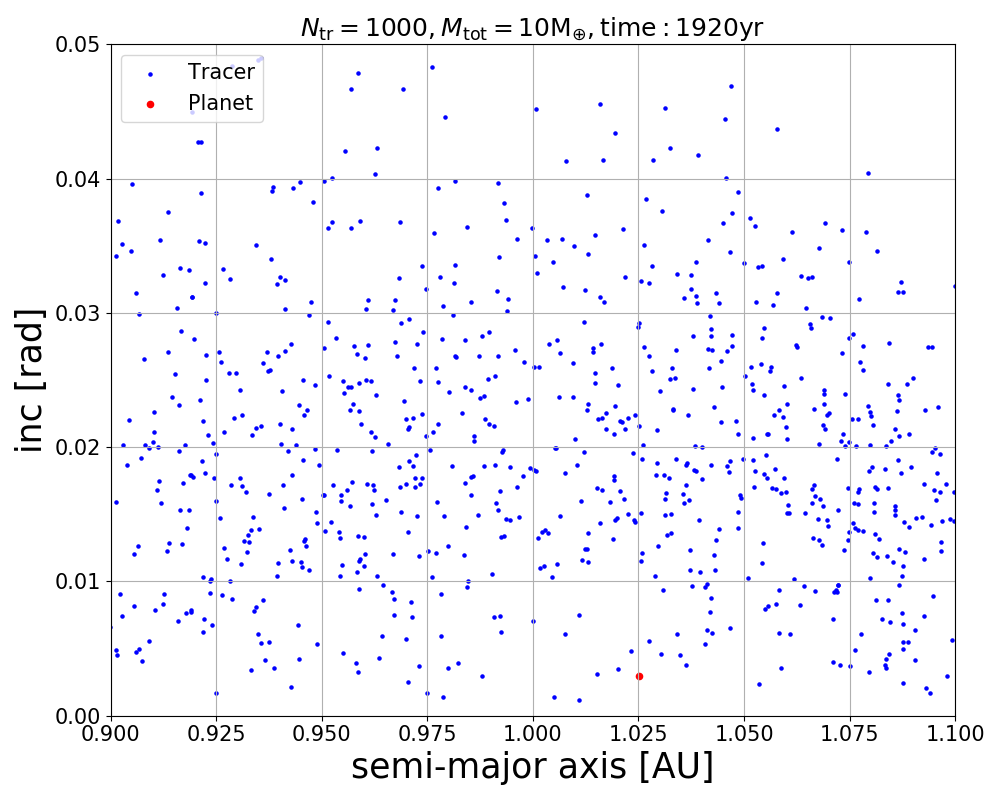 N_tr = 1000, M_tot = 10M_⊕, time : 1920yr
0.05
Tracer
Planet
0.04
0.03
0.02
0.01
0.00
inc [rad]
0.900 0.925 0.950 0.975 1.000 1.025 1.050 1.075 1.100
semi-major axis [AU]